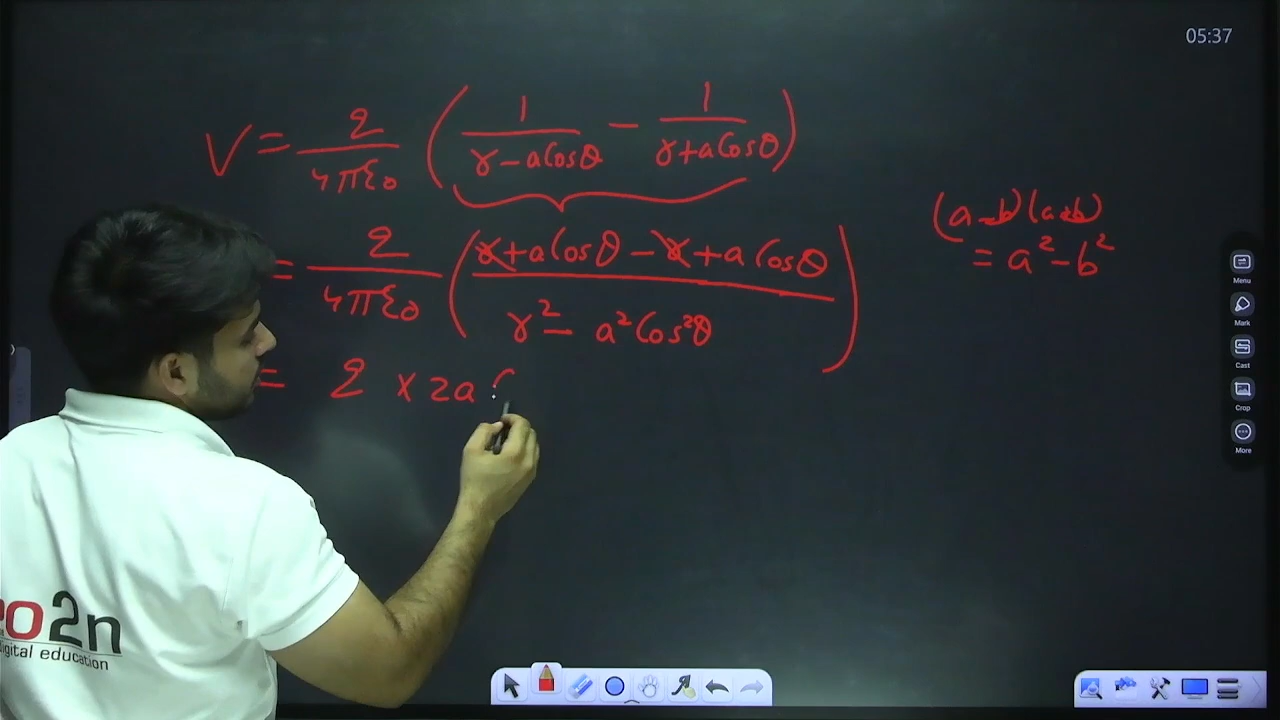 05:37
V = q/4πε₀ (1/(r-a Cosθ) - 1/(r+a Cosθ))
(a-b)(a+b)
= a² - b²
= q/4πε₀ ((r+a Cosθ - r+a Cosθ)/(r² - a² Cos²θ))
= q × 2a C
Menu
Mark
Cast
Crop
More
o2n
digital education